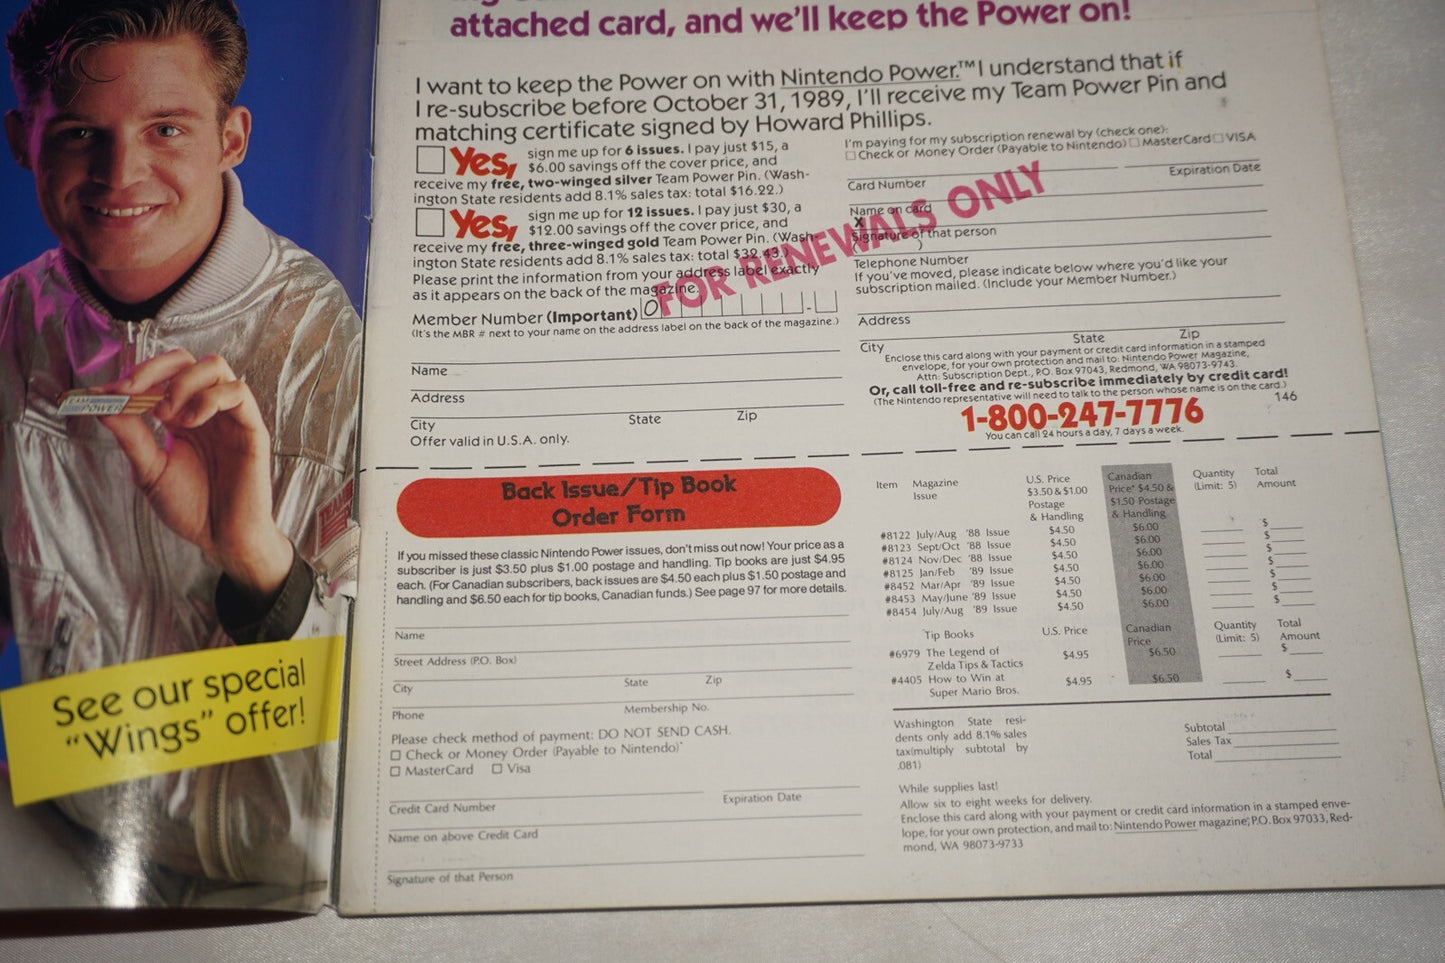 attached card, and we'll keep the Power on!
I want to keep the Power on with Nintendo Power.™ I understand that if
I re-subscribe before October 31, 1989, I'll receive my Team Power Pin and
matching certificate signed by Howard Phillips.
Yes, sign me up for 6 issues. I pay just $15, a
$6.00 savings off the cover price, and
receive my free, two-winged silver Team Power Pin. (Wash-
ington State residents add 8.1% sales tax: total $16.22.)
Yes, sign me up for 12 issues. I pay just $30, a
$12.00 savings off the cover price, and
receive my free, three-winged gold Team Power Pin. (Wash-
ington State residents add 8.1% sales tax: total $32.43.)
Please print the information from your address label exactly
as it appears on the back of the magazine.
Member Number (Important) 0 -
(It's the MBR # next to your name on the address label on the back of the magazine.)
Name
Address
City State Zip
Offer valid in U.S.A. only.
I'm paying for my subscription renewal by (check one):
□ Check or Money Order (Payable to Nintendo) □ MasterCard □ VISA
Card Number Expiration Date
Name on card
X
Signature of that person
( )
Telephone Number
If you've moved, please indicate below where you'd like your
subscription mailed. (Include your Member Number.)
Address
City State Zip
Enclose this card along with your payment or credit card information in a stamped
envelope, for your own protection and mail to: Nintendo Power Magazine,
Attn: Subscription Dept., P.O. Box 97043, Redmond, WA 98073-9743.
Or, call toll-free and re-subscribe immediately by credit card!
(The Nintendo representative will need to talk to the person whose name is on the card.)
1-800-247-7776
146
You can call 24 hours a day, 7 days a week.
FOR RENEWALS ONLY
TEAM
POWER
See our special
"Wings" offer!
Back Issue/Tip Book
Order Form
If you missed these classic Nintendo Power issues, don't miss out now! Your price as a
subscriber is just $3.50 plus $1.00 postage and handling. Tip books are just $4.95
each. (For Canadian subscribers, back issues are $4.50 each plus $1.50 postage and
handling and $6.50 each for tip books, Canadian funds.) See page 97 for more details.
Name
Street Address (P.O. Box)
City State Zip
Phone Membership No.
Please check method of payment: DO NOT SEND CASH.
□ Check or Money Order (Payable to Nintendo)*
□ MasterCard □ Visa
Credit Card Number Expiration Date
Name on above Credit Card
Signature of that Person
Item Magazine Issue U.S. Price $3.50 & $1.00 Postage & Handling Canadian Price* $4.50 & $1.50 Postage & Handling Quantity (Limit: 5) Total Amount
#8122 July/Aug '88 Issue $4.50 $6.00 $
#8123 Sept/Oct '88 Issue $4.50 $6.00 $
#8124 Nov/Dec '88 Issue $4.50 $6.00 $
#8125 Jan/Feb '89 Issue $4.50 $6.00 $
#8452 Mar/Apr '89 Issue $4.50 $6.00 $
#8453 May/June '89 Issue $4.50 $6.00 $
#8454 July/Aug '89 Issue $4.50 $6.00 $
Tip Books U.S. Price Canadian Price Quantity (Limit: 5) Total Amount
#6979 The Legend of $4.95 $6.50 $
Zelda Tips & Tactics
#4405 How to Win at $4.95 $6.50 $
Super Mario Bros.
Washington State resi-
dents only add 8.1% sales
tax(multiply subtotal by
.081)
Subtotal
Sales Tax
Total
While supplies last!
Allow six to eight weeks for delivery.
Enclose this card along with your payment or credit card information in a stamped enve-
lope, for your own protection, and mail to: Nintendo Power magazine, P.O. Box 97033, Red-
mond, WA 98073-9733